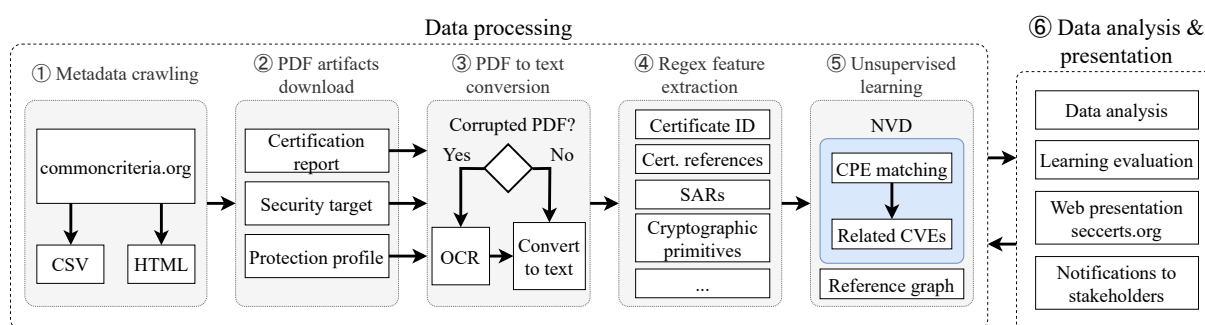 Data processing
⑥ Data analysis &
presentation
① Metadata crawling
commoncriteria.org
CSV
HTML
② PDF artifacts
download
Certification
report
Security target
Protection profile
③ PDF to text
conversion
Corrupted PDF?
Yes
No
OCR
Convert
to text
④ Regex feature
extraction
Certificate ID
Cert. references
SARs
Cryptographic
primitives
...
⑤ Unsupervised
learning
NVD
CPE matching
Related CVEs
Reference graph
Data analysis
Learning evaluation
Web presentation
seccerts.org
Notifications to
stakeholders